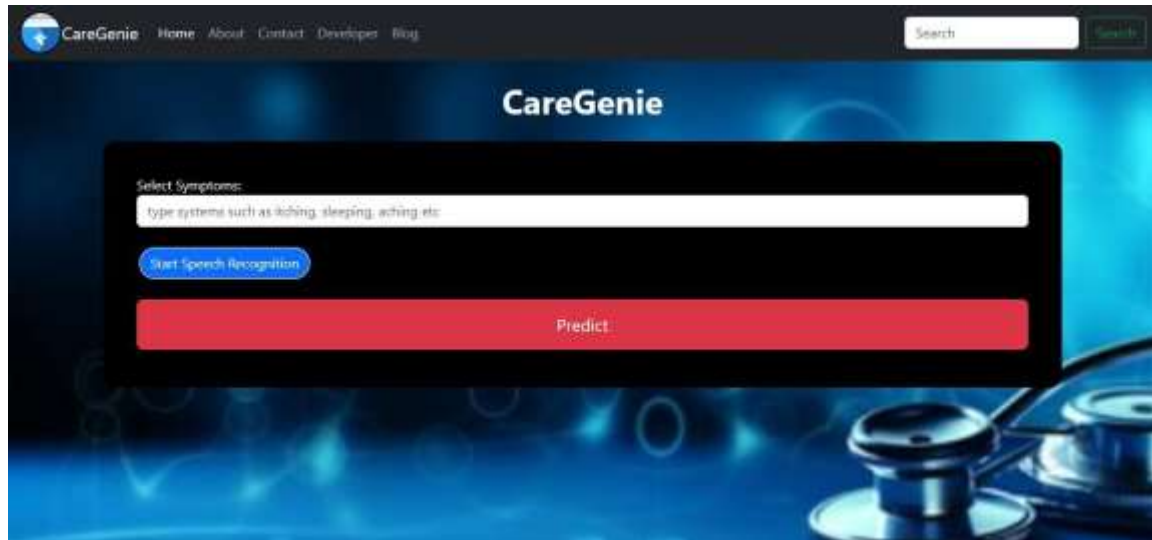 CareGenie Home About Contact Developer Blog Search Search
CareGenie
Select Symptoms:
type systems such as itching, sleeping, aching etc
Start Speech Recognition
Predict